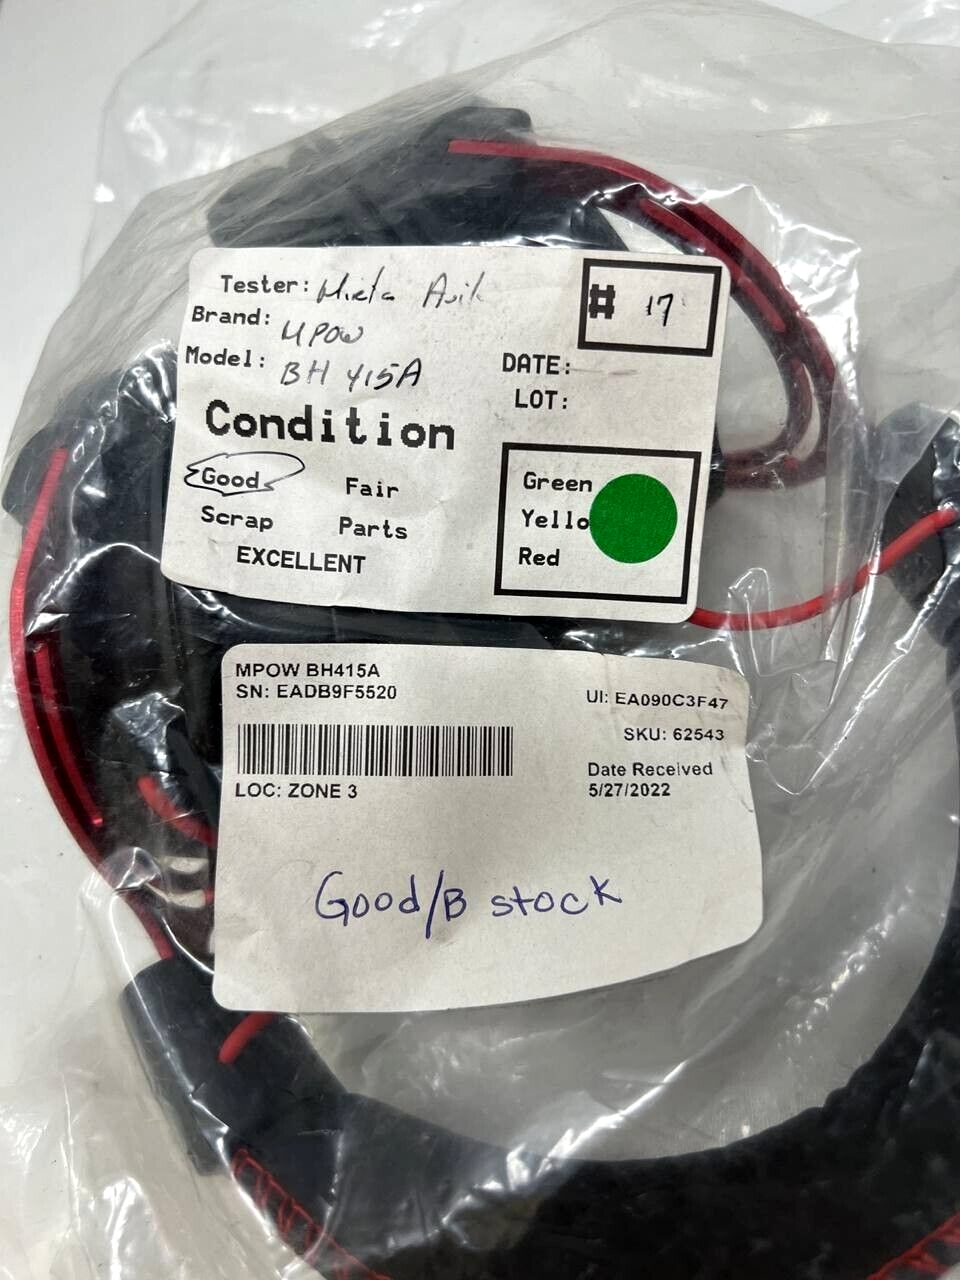 Tester:
# 17
Brand: MPOW
Model: BH 415A
DATE:
LOT:
Condition
Good Fair
Scrap Parts
EXCELLENT
Green
Yello
Red
MPOW BH415A
SN: EADB9F5520
UI: EA090C3F47
SKU: 62543
LOC: ZONE 3
Date Received
5/27/2022
Good/B stock